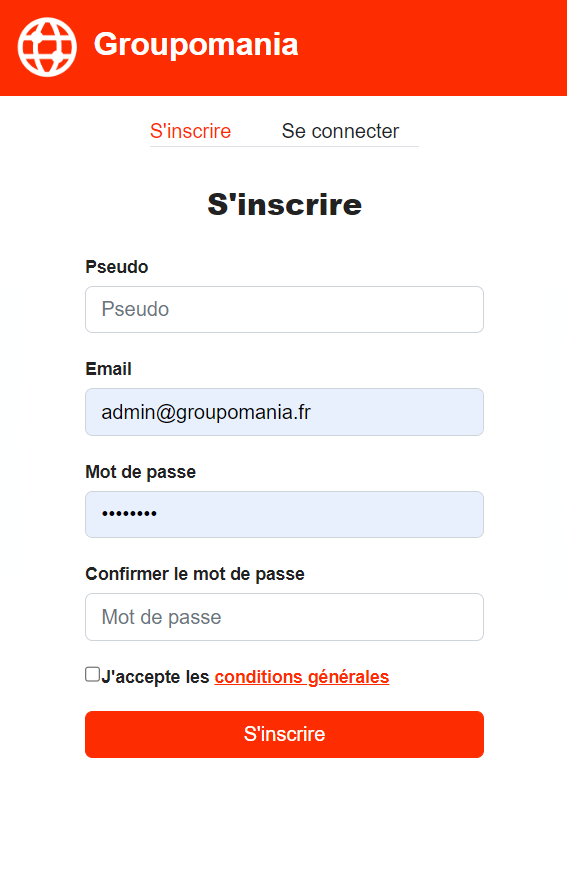 Groupomania
S'inscrire Se connecter
S'inscrire
Pseudo
Pseudo
Email
admin@groupomania.fr
Mot de passe
••••••••
Confirmer le mot de passe
Mot de passe
J'accepte les conditions générales
S'inscrire